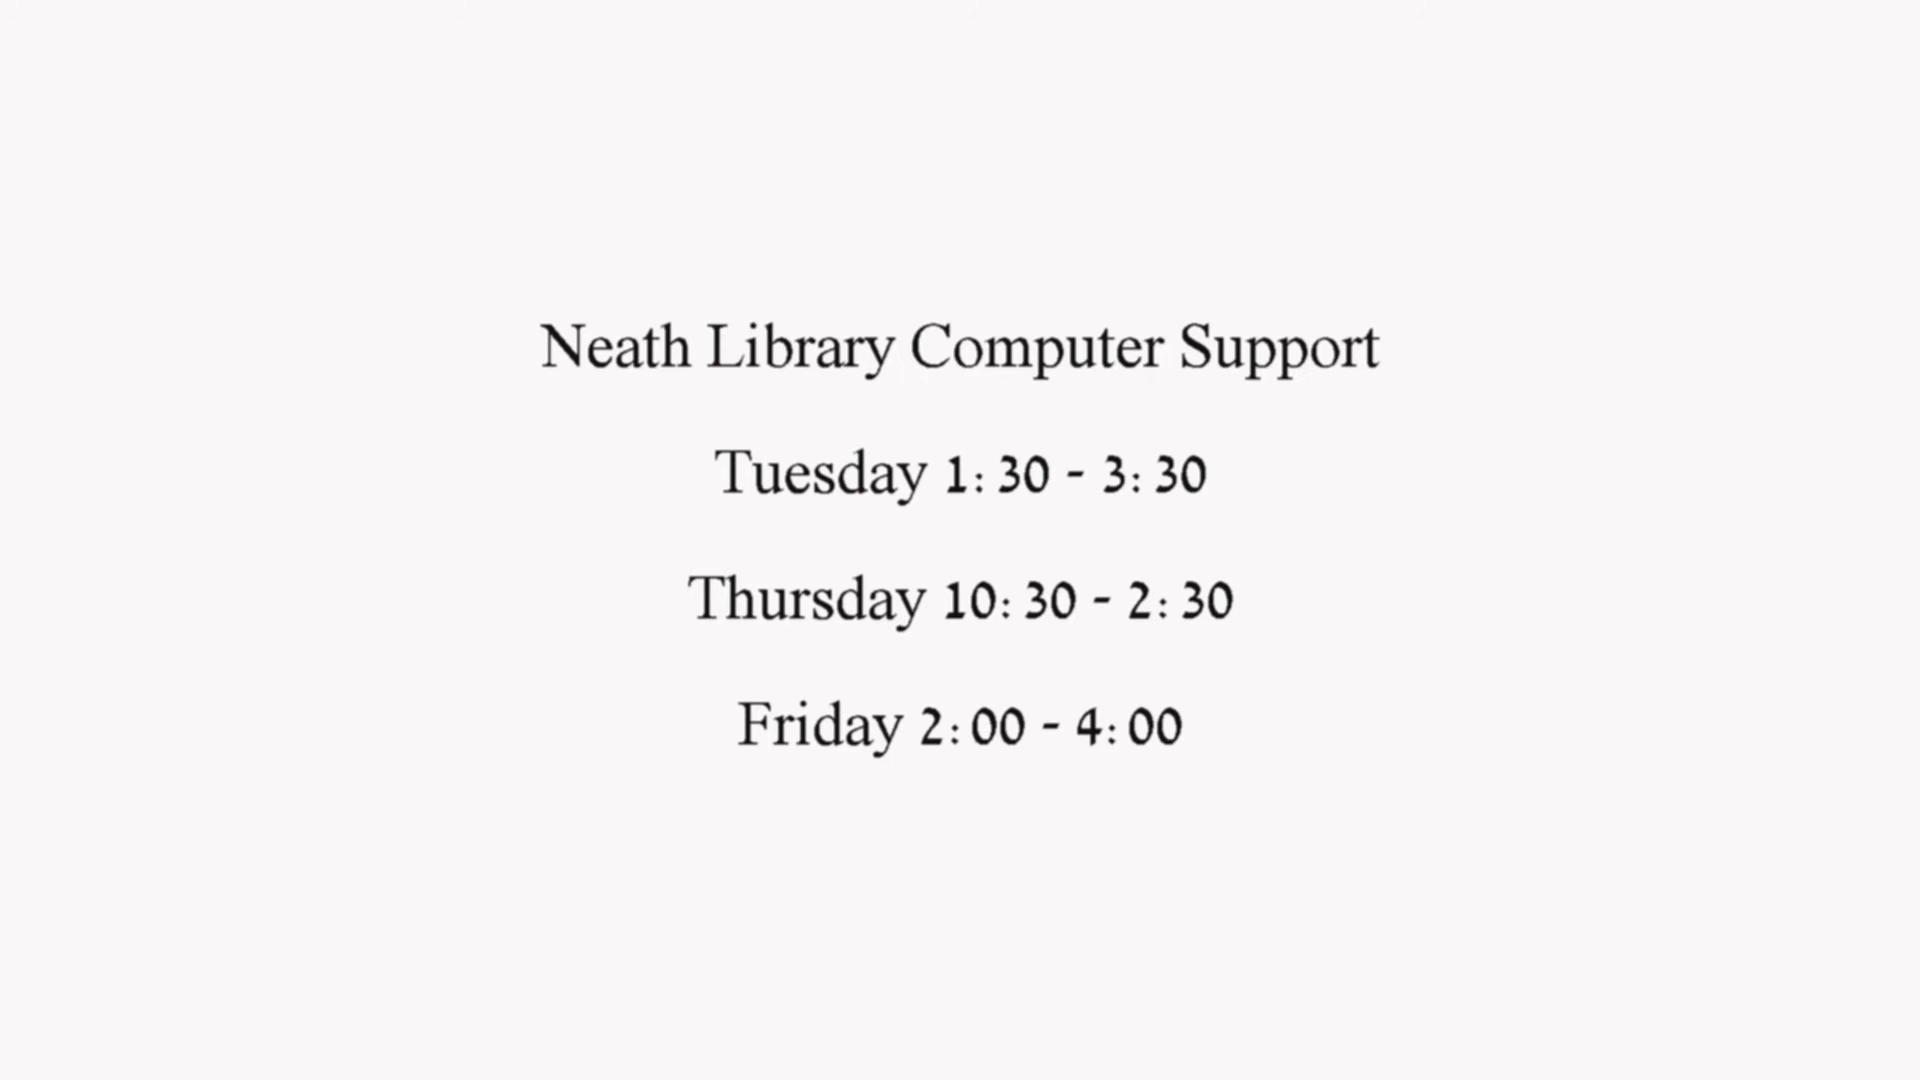 Neath Library Computer Support
Tuesday 1:30 - 3:30
Thursday 10:30 - 2:30
Friday 2:00 - 4:00